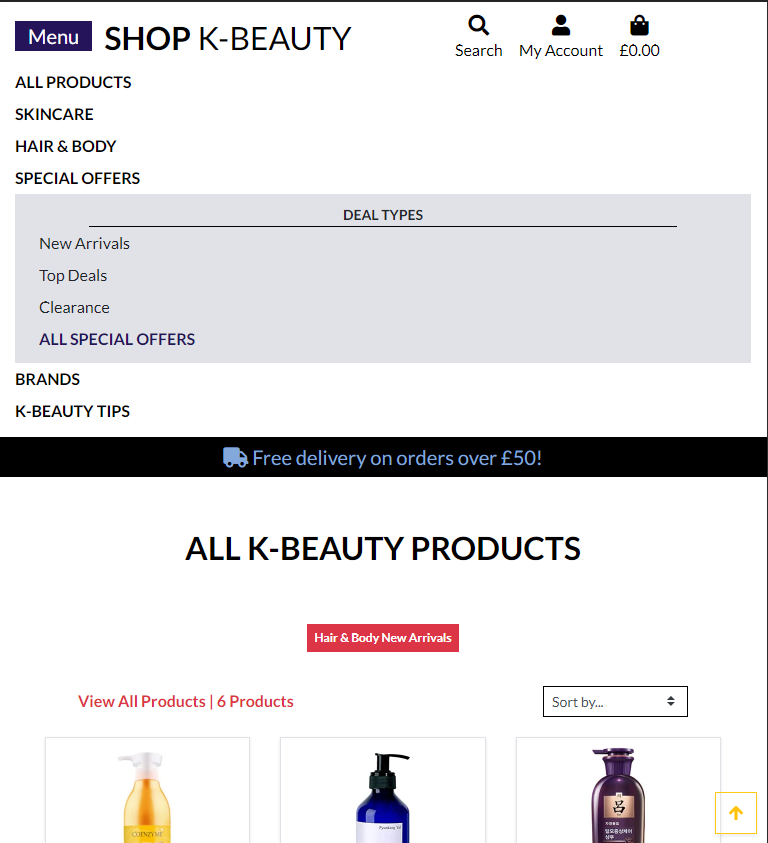 Menu SHOP K-BEAUTY
Search My Account £0.00
ALL PRODUCTS
SKINCARE
HAIR & BODY
SPECIAL OFFERS
DEAL TYPES
New Arrivals
Top Deals
Clearance
ALL SPECIAL OFFERS
BRANDS
K-BEAUTY TIPS
Free delivery on orders over £50!
ALL K-BEAUTY PRODUCTS
Hair & Body New Arrivals
View All Products | 6 Products
Sort by...
COENZYME
呂